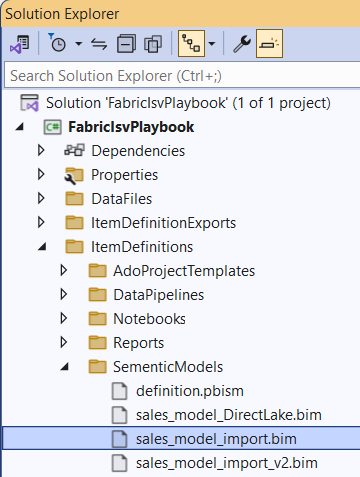 Solution Explorer
Search Solution Explorer (Ctrl+;)
Solution 'FabricIsvPlaybook' (1 of 1 project)
C# FabricIsvPlaybook
Dependencies
Properties
DataFiles
ItemDefinitionExports
ItemDefinitions
AdoProjectTemplates
DataPipelines
Notebooks
Reports
SementicModels
definition.pbism
sales_model_DirectLake.bim
sales_model_import.bim
sales_model_import_v2.bim